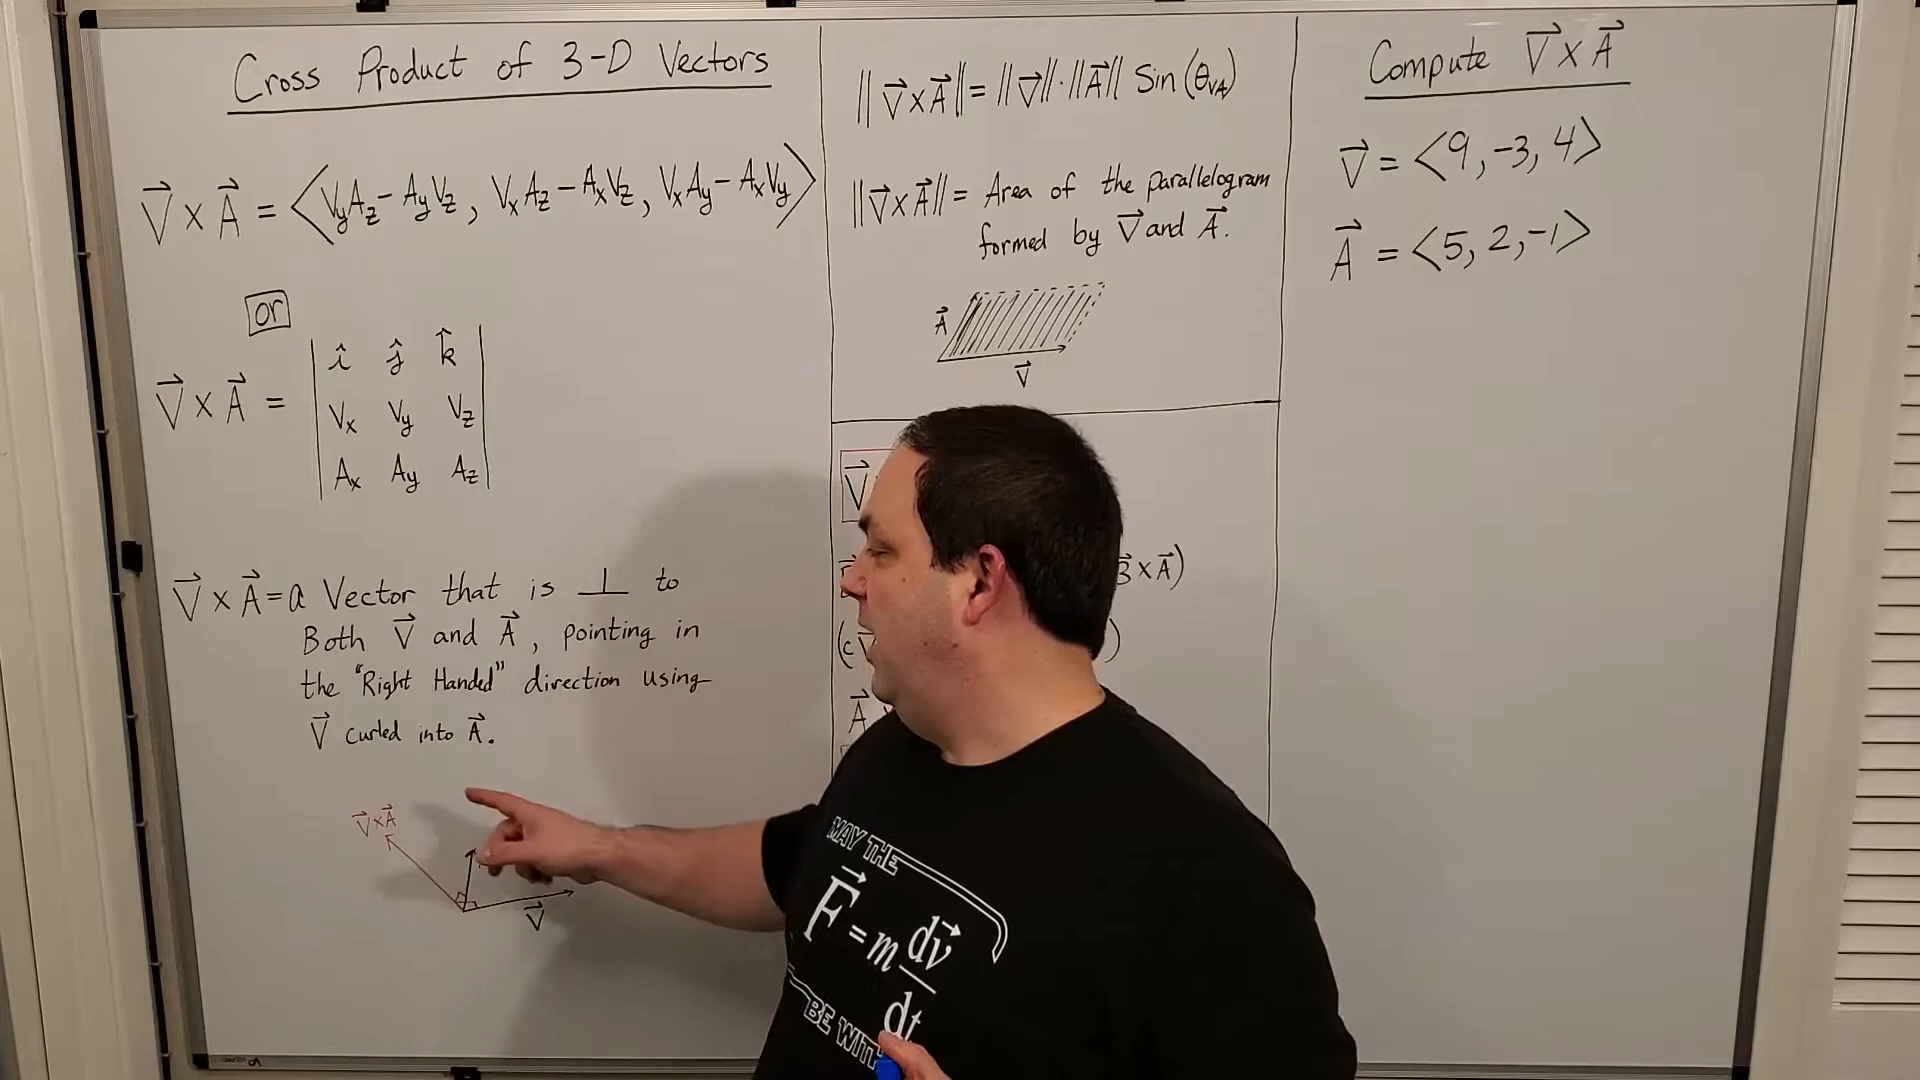 Cross Product of 3-D Vectors
V⃗ × A⃗ = ⟨VyAz − AyVz, VxAz − AxVz, VxAy − AxVy⟩
or
V⃗ × A⃗ =
î ĵ k̂
Vx Vy Vz
Ax Ay Az
V⃗ × A⃗ = a Vector that is ⊥ to
Both V⃗ and A⃗, pointing in
the "Right Handed" direction using
V⃗ curled into A⃗.
V⃗×A⃗
V⃗
||V⃗×A⃗|| = ||V⃗||·||A⃗|| Sin(θVA)
||V⃗×A⃗|| = Area of the parallelogram
formed by V⃗ and A⃗.
A⃗
V⃗
V⃗
× A⃗)
(cV⃗
)
A⃗
Compute V⃗ × A⃗
V⃗ = <9, -3, 4>
A⃗ = <5, 2, -1>
MAY THE
F⃗ = m dv⃗/dt
BE WITH